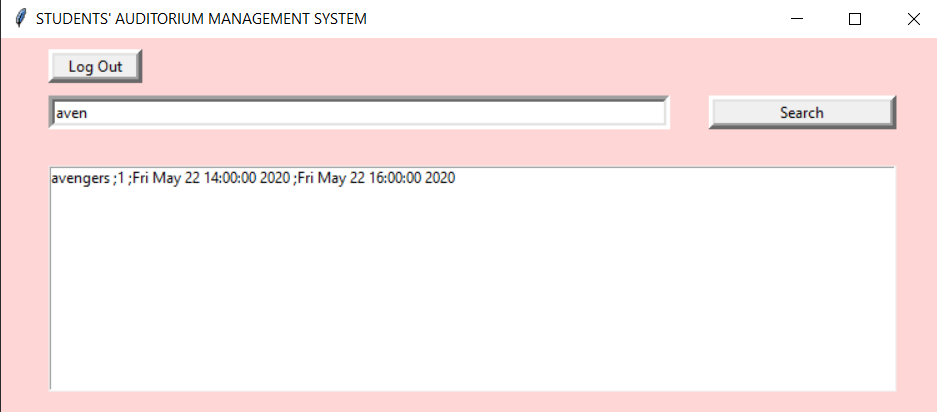 STUDENTS' AUDITORIUM MANAGEMENT SYSTEM
Log Out
aven
Search
avengers ;1 ;Fri May 22 14:00:00 2020 ;Fri May 22 16:00:00 2020